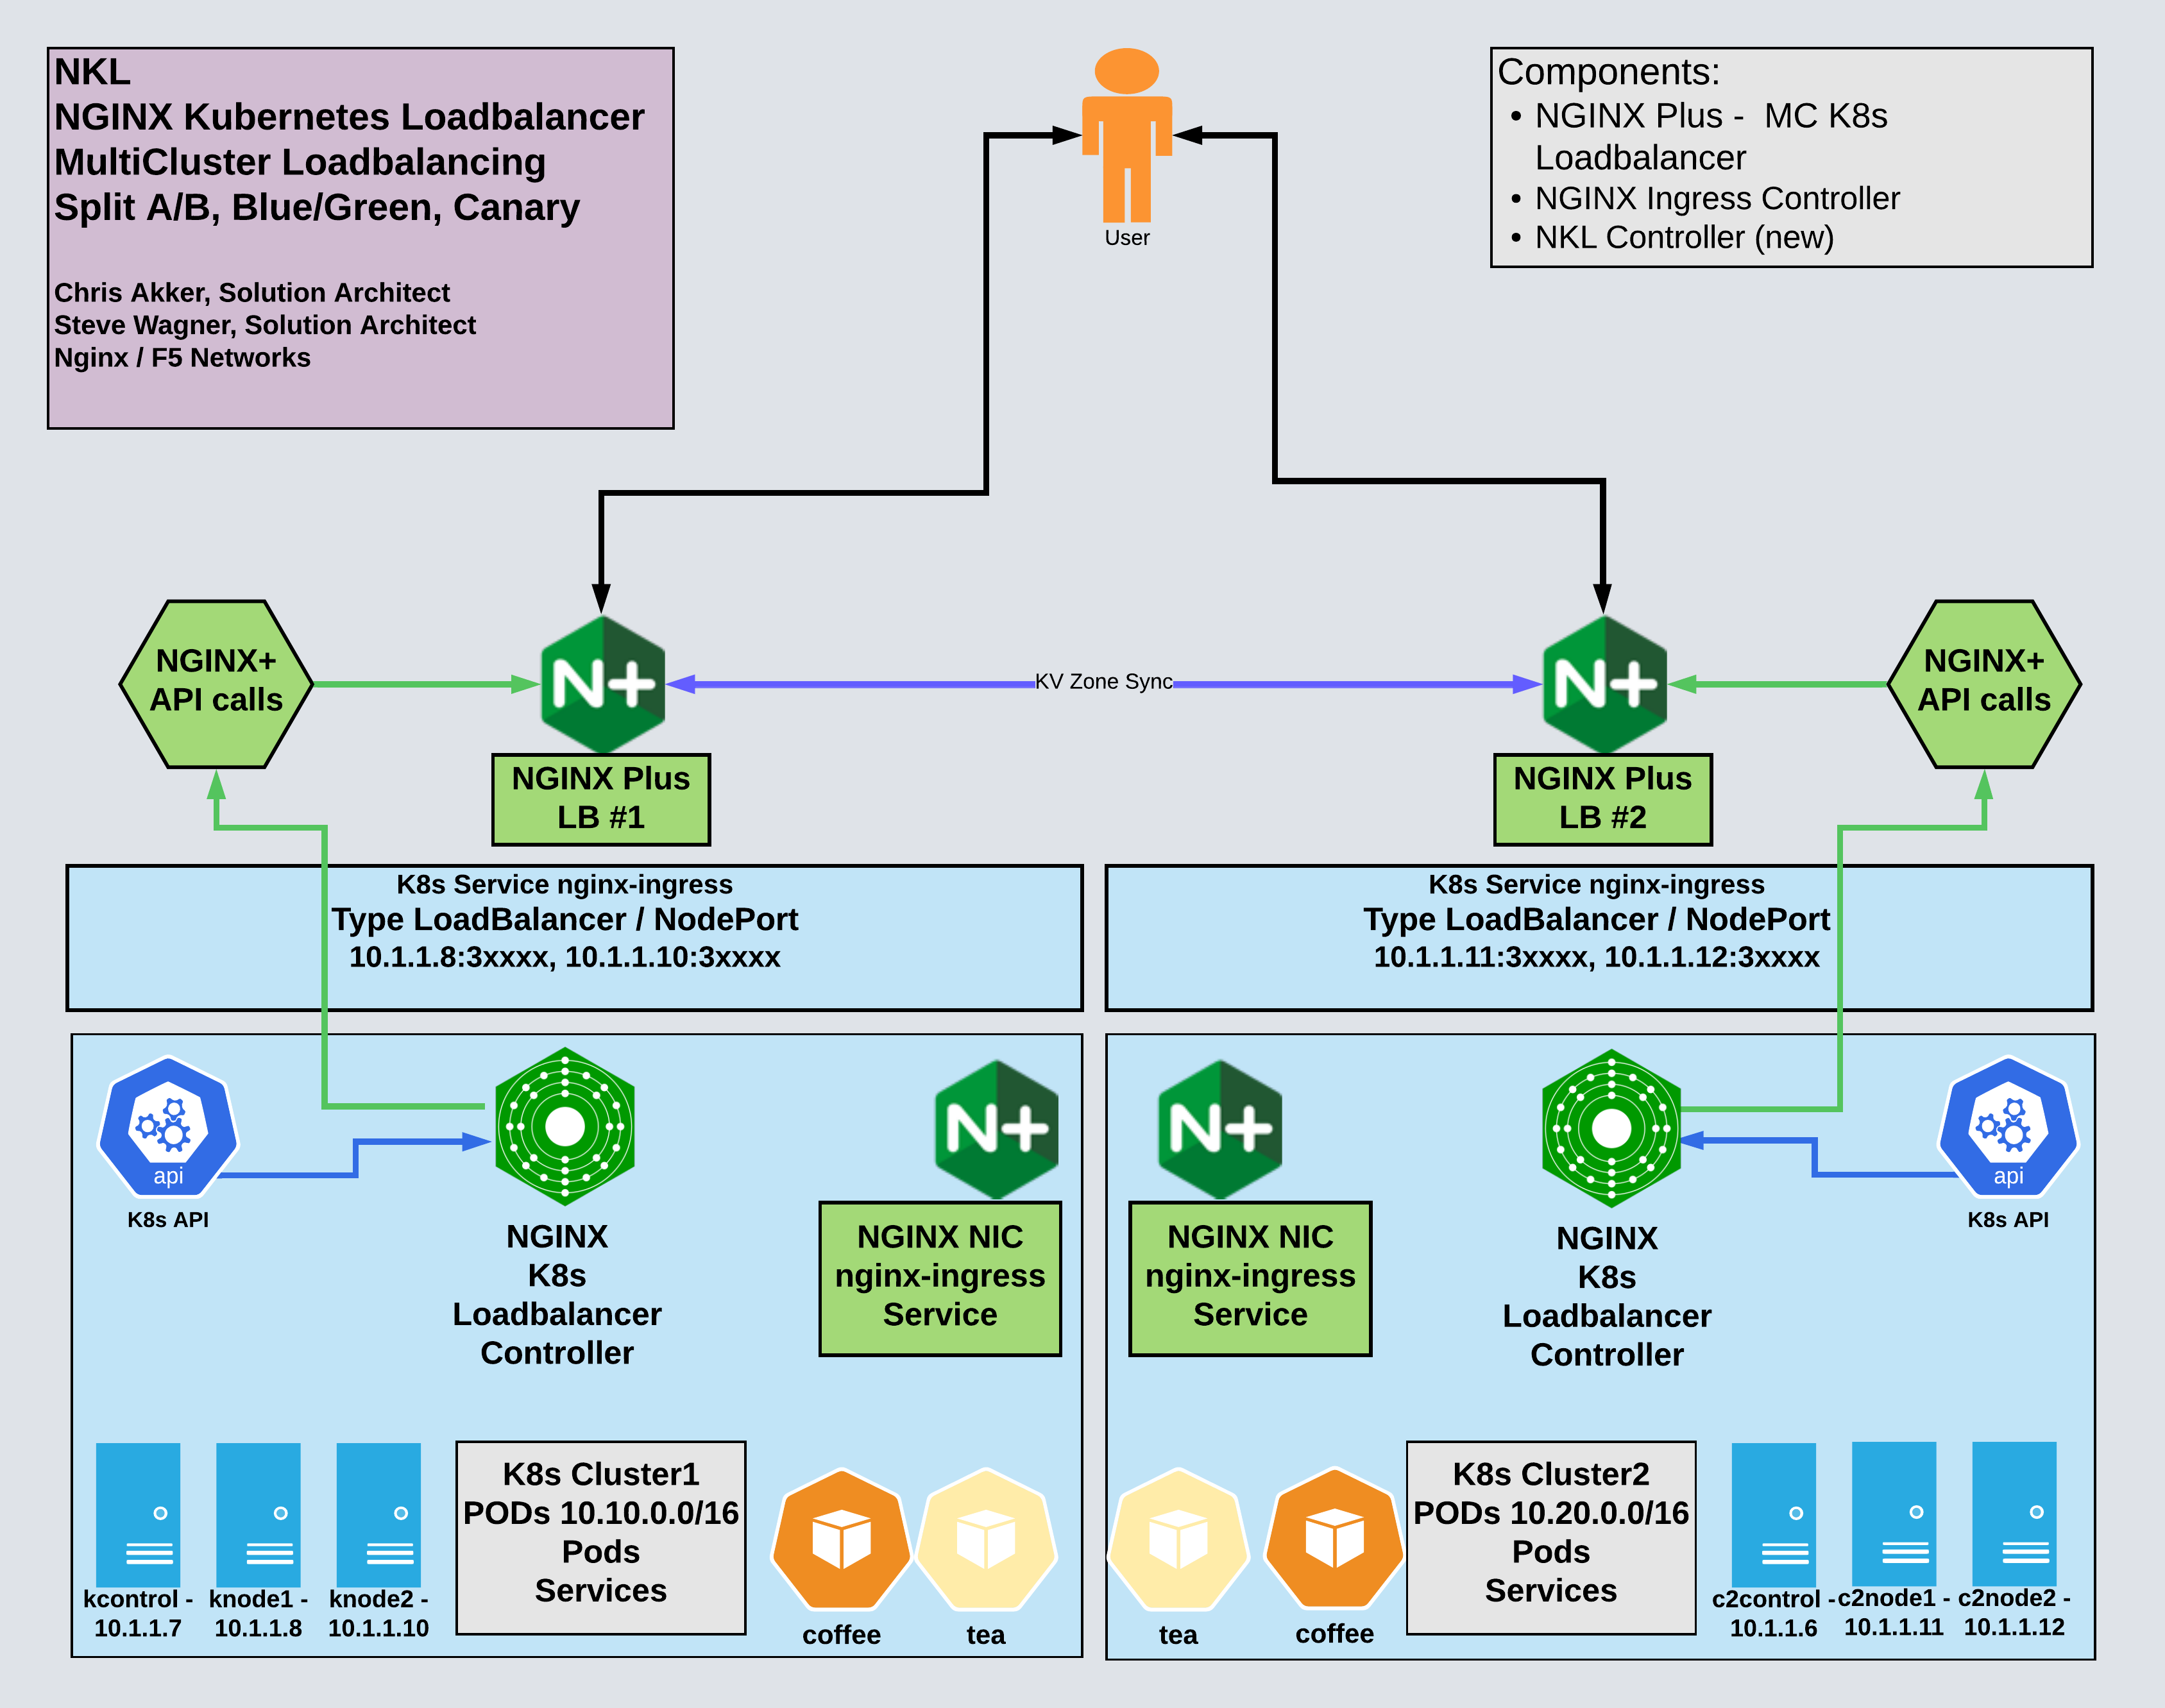 NKL
NGINX Kubernetes Loadbalancer
MultiCluster Loadbalancing
Split A/B, Blue/Green, Canary
Chris Akker, Solution Architect
Steve Wagner, Solution Architect
Nginx / F5 Networks
User
Components:
• NGINX Plus - MC K8s
Loadbalancer
• NGINX Ingress Controller
• NKL Controller (new)
NGINX+
API calls
N+
KV Zone Sync
N+
NGINX+
API calls
NGINX Plus
LB #1
NGINX Plus
LB #2
K8s Service nginx-ingress
Type LoadBalancer / NodePort
10.1.1.8:3xxxx, 10.1.1.10:3xxxx
K8s Service nginx-ingress
Type LoadBalancer / NodePort
10.1.1.11:3xxxx, 10.1.1.12:3xxxx
api
K8s API
NGINX
K8s
Loadbalancer
Controller
N+
NGINX NIC
nginx-ingress
Service
N+
NGINX NIC
nginx-ingress
Service
NGINX
K8s
Loadbalancer
Controller
api
K8s API
kcontrol -
10.1.1.7
knode1 -
10.1.1.8
knode2 -
10.1.1.10
K8s Cluster1
PODs 10.10.0.0/16
Pods
Services
coffee
tea
tea
coffee
K8s Cluster2
PODs 10.20.0.0/16
Pods
Services
c2control -
10.1.1.6
c2node1 -
10.1.1.11
c2node2 -
10.1.1.12